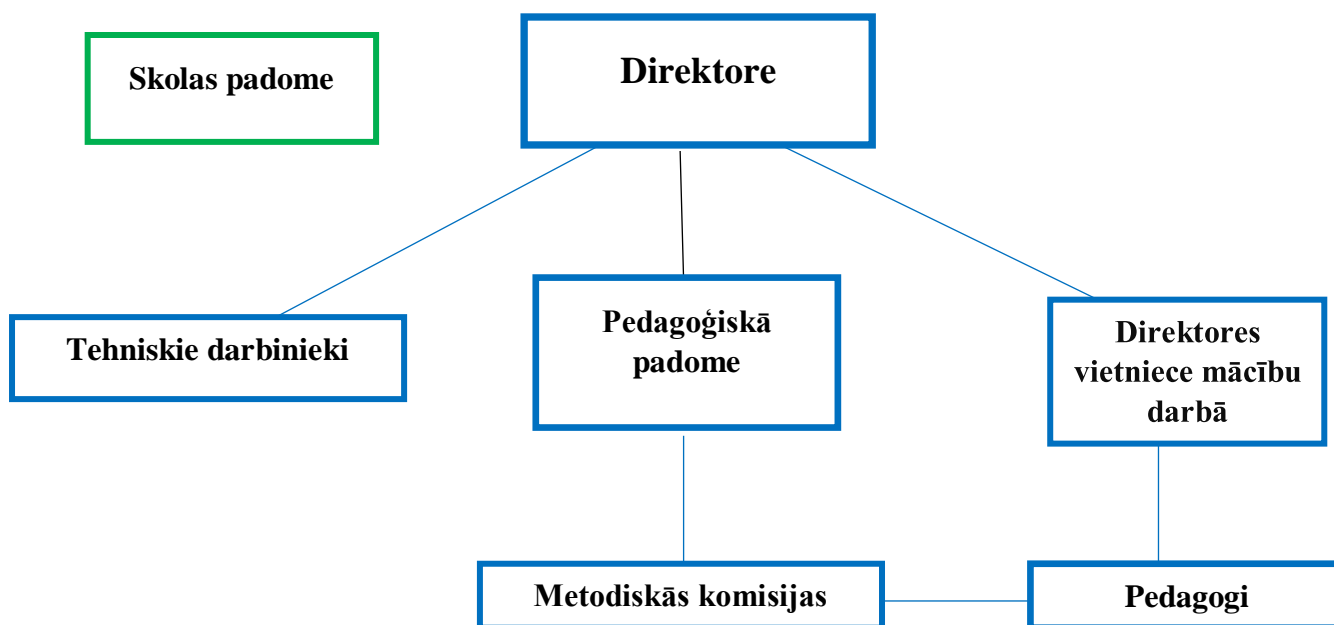 Skolas padome
Direktore
Tehniskie darbinieki
Pedagoģiskā
padome
Direktores
vietniece mācību
darbā
Metodiskās komisijas
Pedagogi